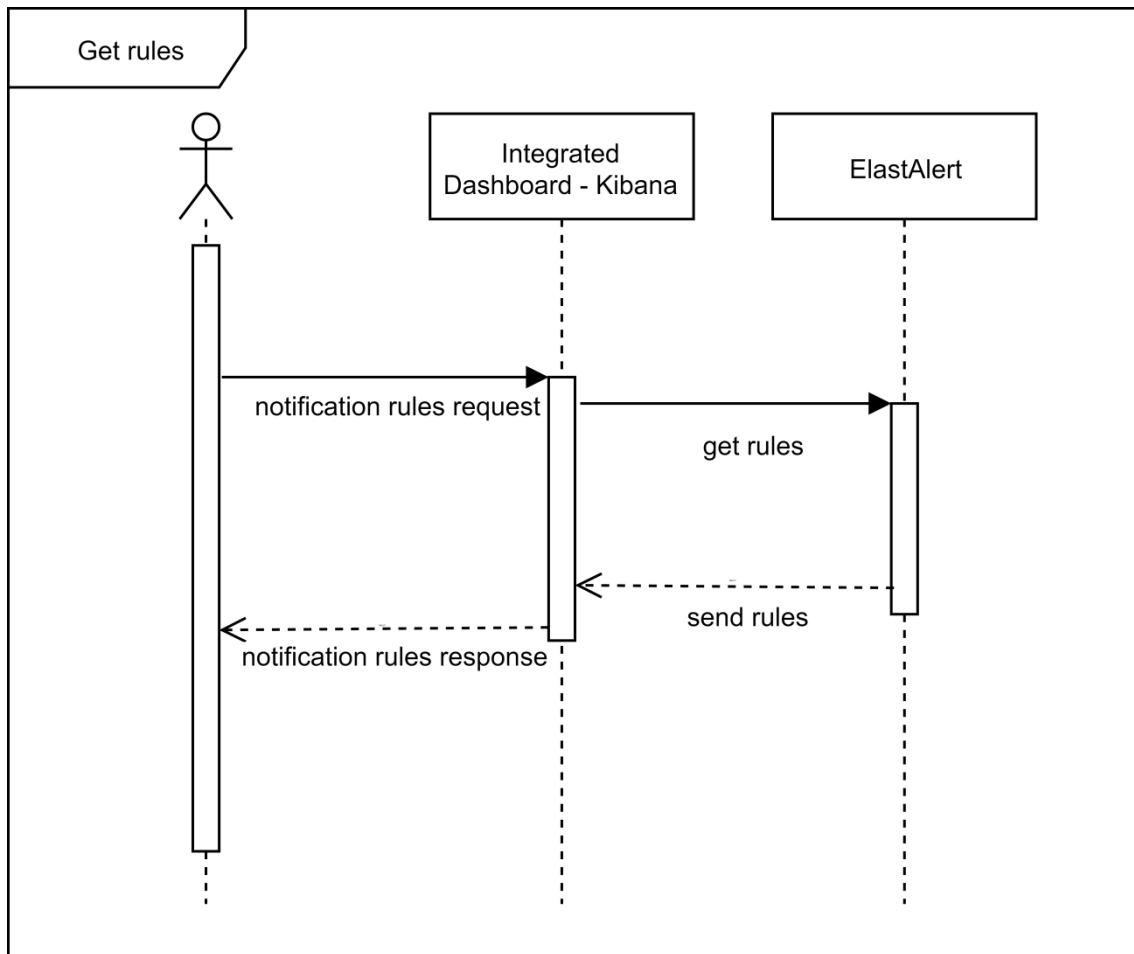 Get rules
Integrated
Dashboard - Kibana
ElastAlert
notification rules request
get rules
send rules
notification rules response